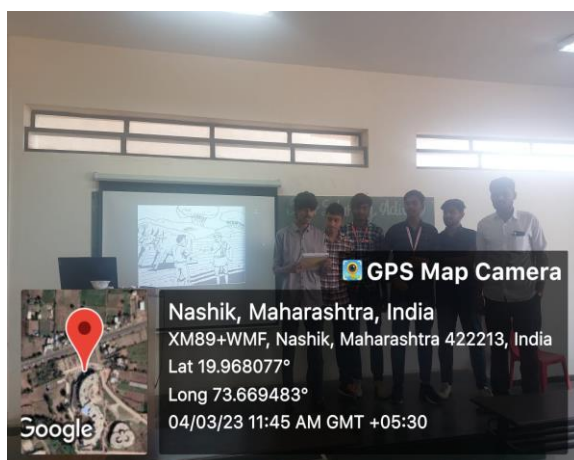 GPS Map Camera
Nashik, Maharashtra, India
XM89+WMF, Nashik, Maharashtra 422213, India
Lat 19.968077°
Long 73.669483°
04/03/23 11:45 AM GMT +05:30
Google